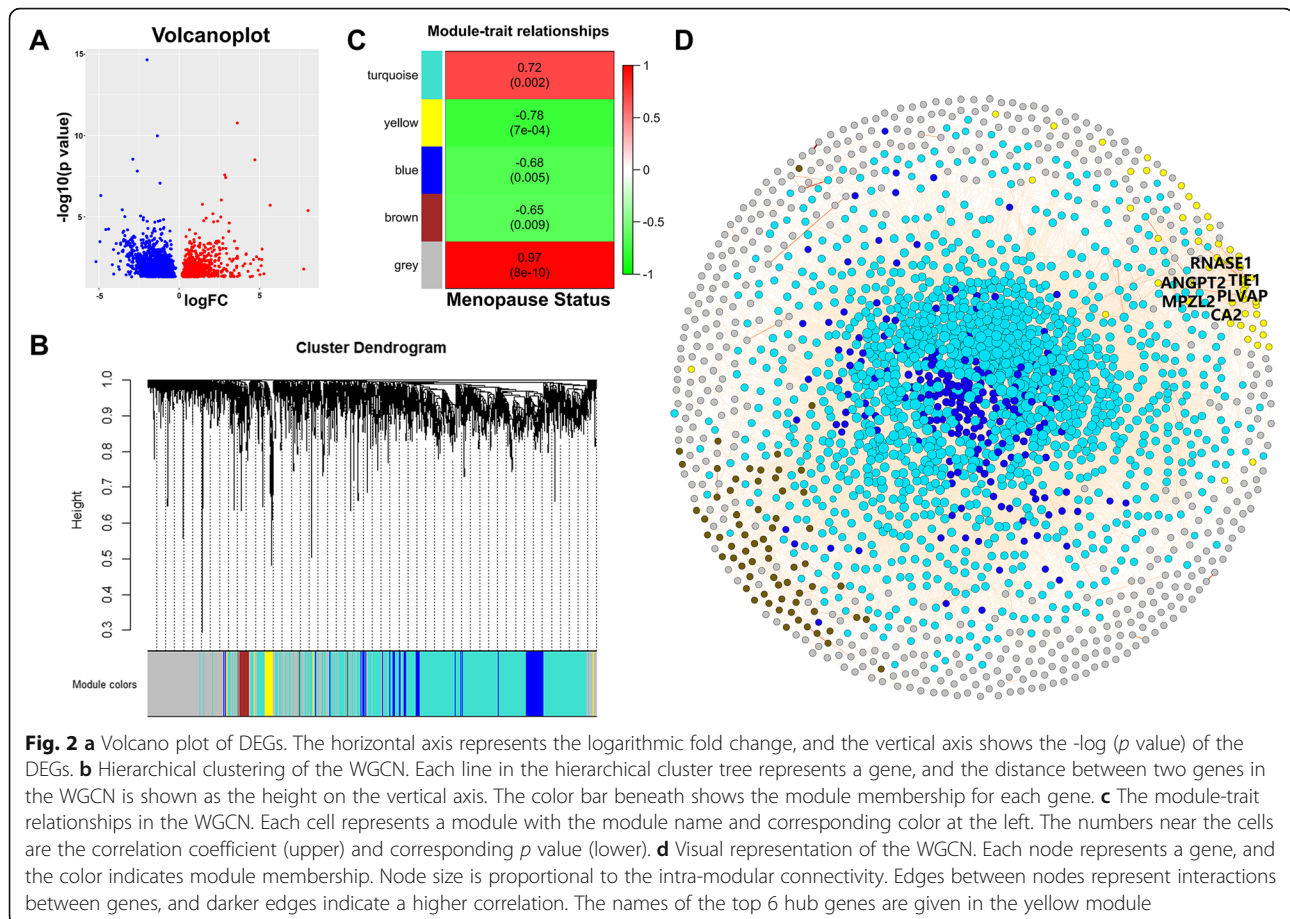 A
Volcanoplot
15
10
5
-log10(p value)
-5
0
5
logFC
C
Module-trait relationships
turquoise
0.72
(0.002)
yellow
-0.78
(7e-04)
blue
-0.68
(0.005)
brown
-0.65
(0.009)
grey
0.97
(8e-10)
1
0.5
0
-0.5
-1
Menopause Status
B
Cluster Dendrogram
Height
1.0
0.9
0.8
0.7
0.6
0.5
0.4
0.3
Module colors
D
RNASE1
ANGPT2 TIE1
MPZL2 PLVAP
CA2
Fig. 2 a Volcano plot of DEGs. The horizontal axis represents the logarithmic fold change, and the vertical axis shows the -log (p value) of the
DEGs. b Hierarchical clustering of the WGCN. Each line in the hierarchical cluster tree represents a gene, and the distance between two genes in
the WGCN is shown as the height on the vertical axis. The color bar beneath shows the module membership for each gene. c The module-trait
relationships in the WGCN. Each cell represents a module with the module name and corresponding color at the left. The numbers near the cells
are the correlation coefficient (upper) and corresponding p value (lower). d Visual representation of the WGCN. Each node represents a gene, and
the color indicates module membership. Node size is proportional to the intra-modular connectivity. Edges between nodes represent interactions
between genes, and darker edges indicate a higher correlation. The names of the top 6 hub genes are given in the yellow module